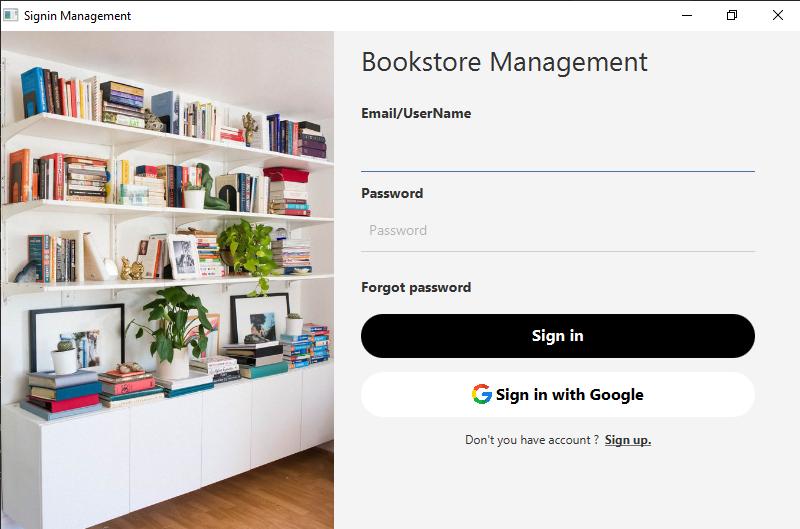 Signin Management
Bookstore Management
Email/UserName
Password
Password
Forgot password
Sign in
Sign in with Google
Don't you have account ? Sign up.